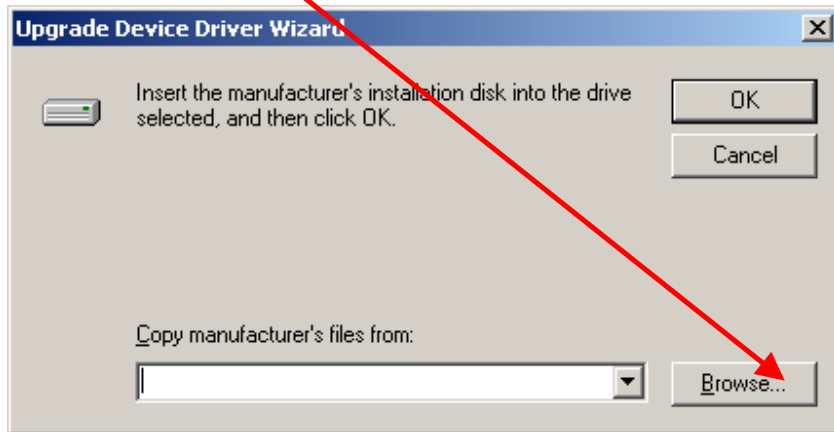 Upgrade Device Driver Wizard
Insert the manufacturer's installation disk into the drive
selected, and then click OK.
OK
Cancel
Copy manufacturer's files from:
Browse...